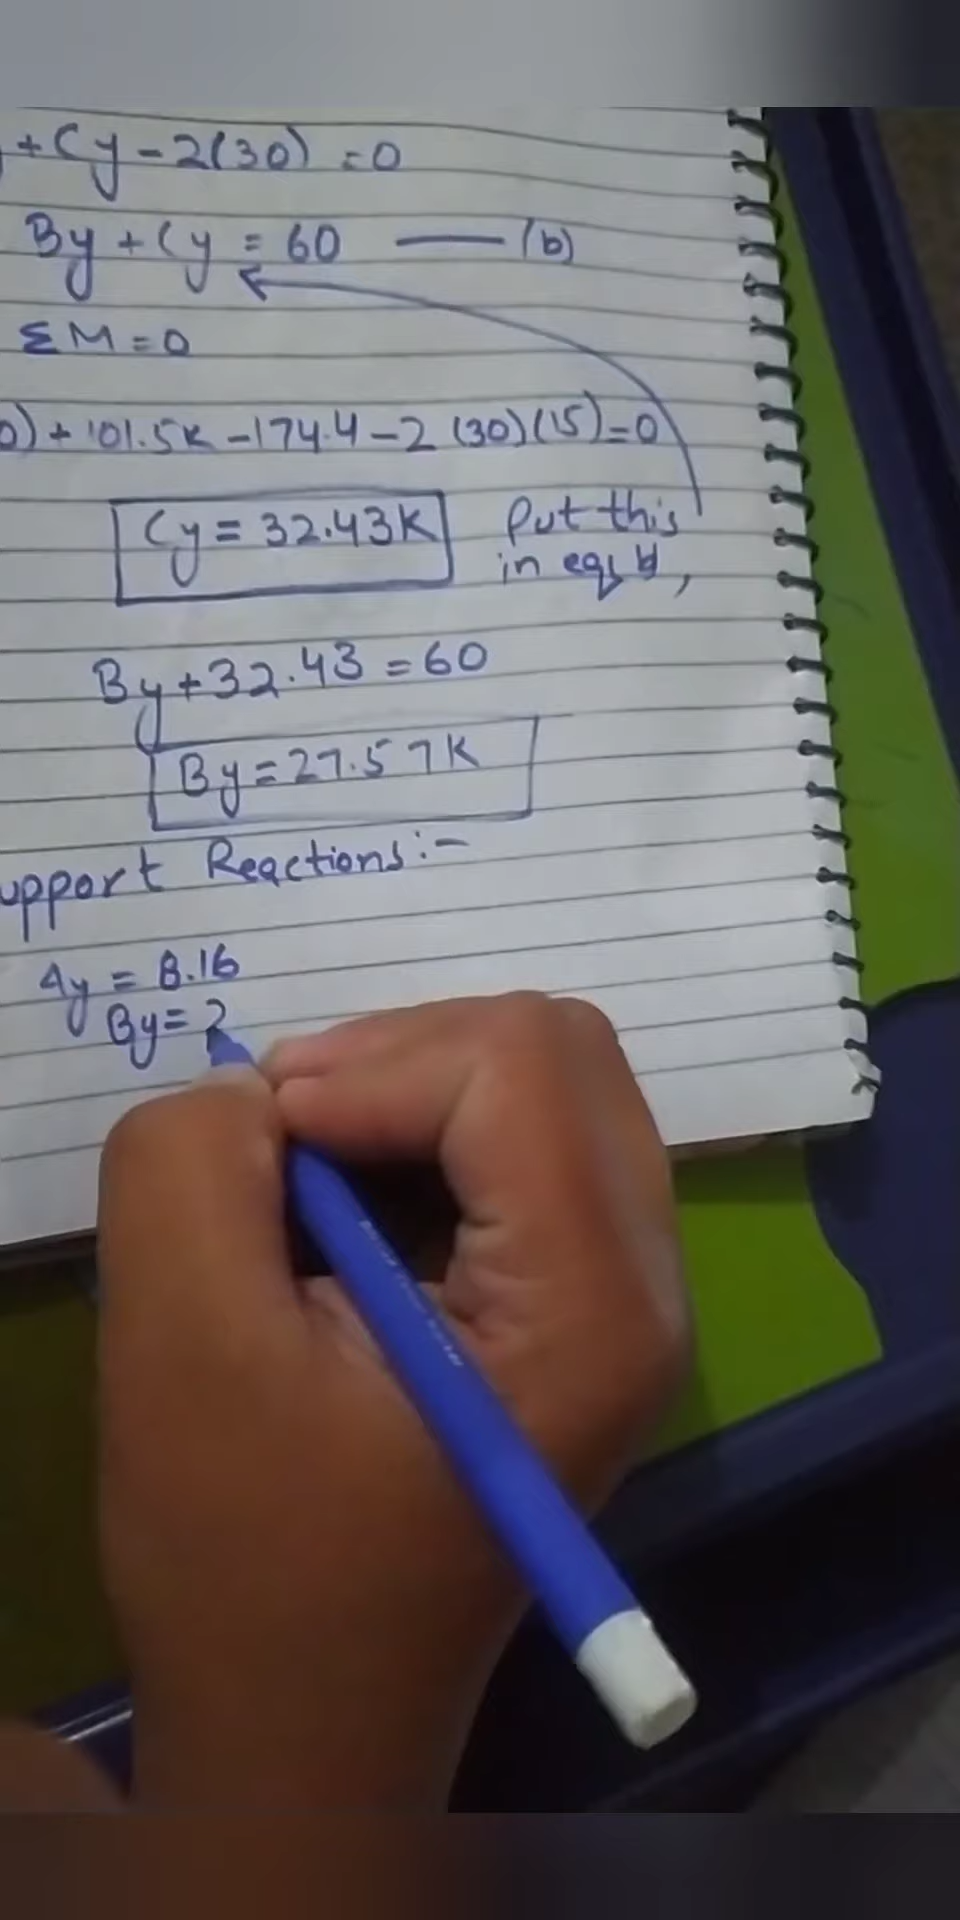 +Cy-2(30) =0
By+Cy = 60 —— (b)
ΣM=0
0)+101.5K-174.4-2(30)(15)=0
Cy=32.43K Put this
in eq b,
By+32.43=60
By=27.57K
upport Reactions:-
Ay = 8.16
By=2